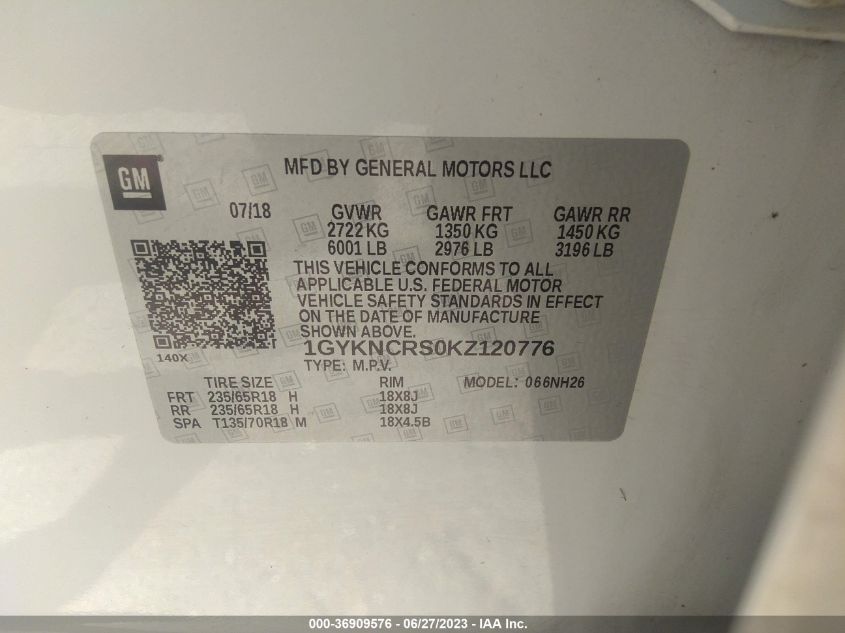 GM
MFD BY GENERAL MOTORS LLC
07/18 GVWR GAWR FRT GAWR RR
2722 KG 1350 KG 1450 KG
6001 LB 2976 LB 3196 LB
THIS VEHICLE CONFORMS TO ALL
APPLICABLE U.S. FEDERAL MOTOR
VEHICLE SAFETY STANDARDS IN EFFECT
ON THE DATE OF MANUFACTURE
SHOWN ABOVE.
140X
1GYKNCRS0KZ120776
TYPE: M.P.V.
TIRE SIZE RIM MODEL: 066NH26
FRT 235/65R18 H 18X8J
RR 235/65R18 H 18X8J
SPA T135/70R18 M 18X4.5B
000-36909576 - 06/27/2023 - IAA Inc.